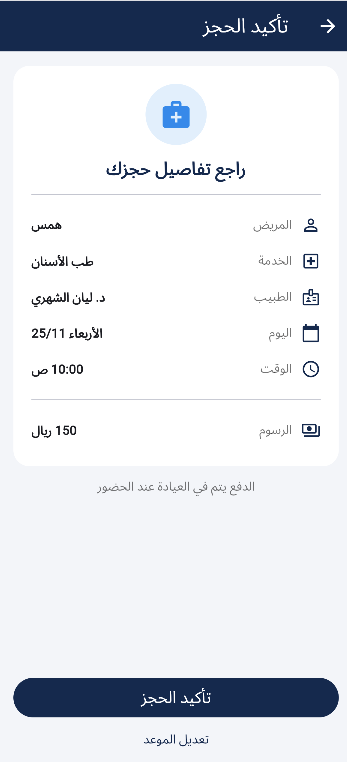 تأكيد الحجز
راجع تفاصيل حجزك
المريض همس
الخدمة طب الأسنان
الطبيب د. ليان الشهري
اليوم الأربعاء 25/11
الوقت 10:00 ص
الرسوم 150 ريال
الدفع يتم في العيادة عند الحضور
تأكيد الحجز
تعديل الموعد